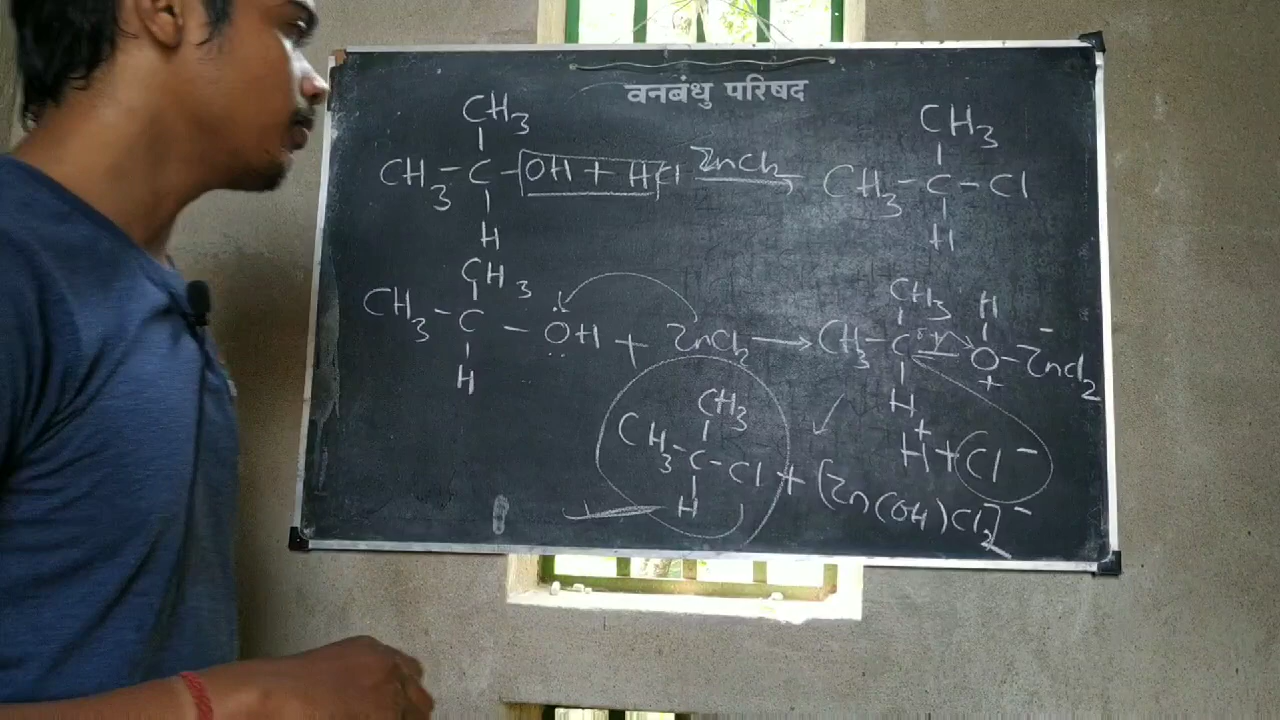 वनबंधु परिषद
CH3
CH3
CH3-C-OH + HCl ZnCl2 CH3-C-Cl
H
H
CH3
CH3 H
CH3-C-OH + ZnCl2 → CH3-C-O-ZnCl2
+
H
H
CH3
H+ + Cl-
CH3-C-Cl + [Zn(OH)Cl2]-
H